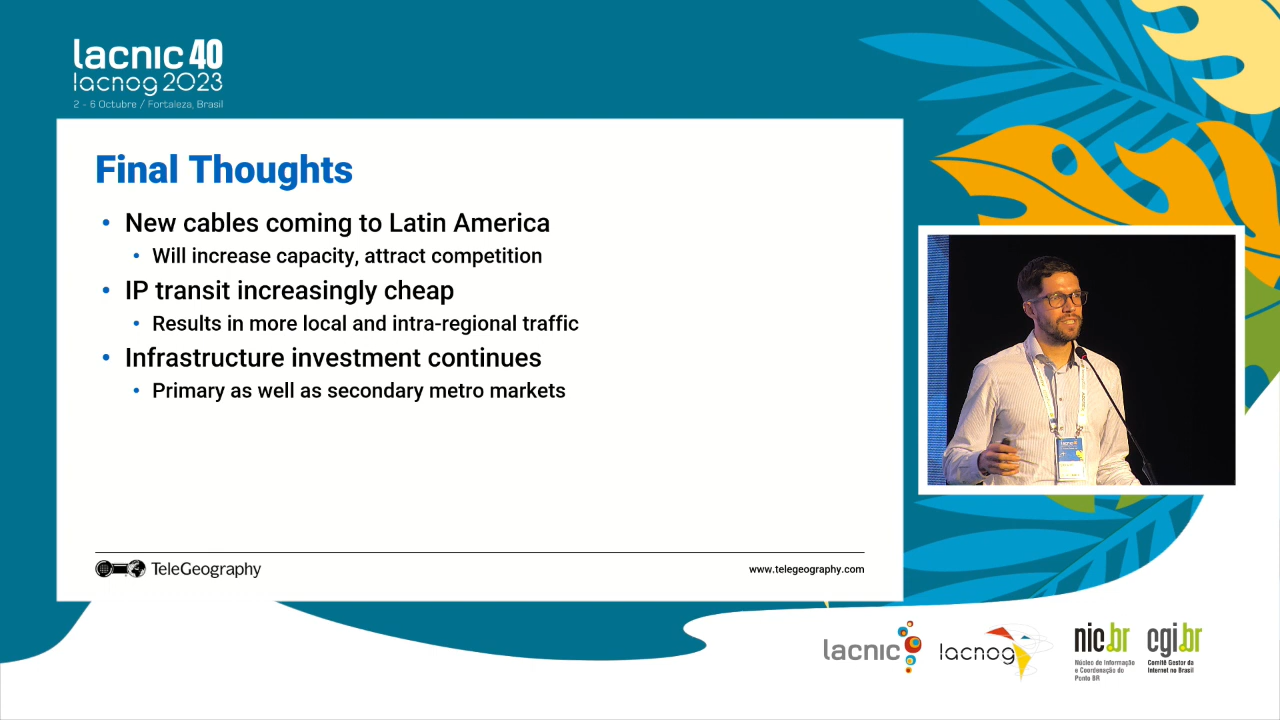 lacnic 40
lacnog 2023
2 - 6 Octubre / Fortaleza, Brasil
Final Thoughts
• New cables coming to Latin America
• Will increase capacity, attract competition
• IP transit increasingly cheap
• Results in more local and intra-regional traffic
• Infrastructure investment continues
• Primary as well as secondary metro markets
TeleGeography
www.telegeography.com
lacnic40
lacnic
lacnog
nic.br
Núcleo de Informação
e Coordenação do
Ponto BR
cgi.br
Comitê Gestor da
Internet no Brasil